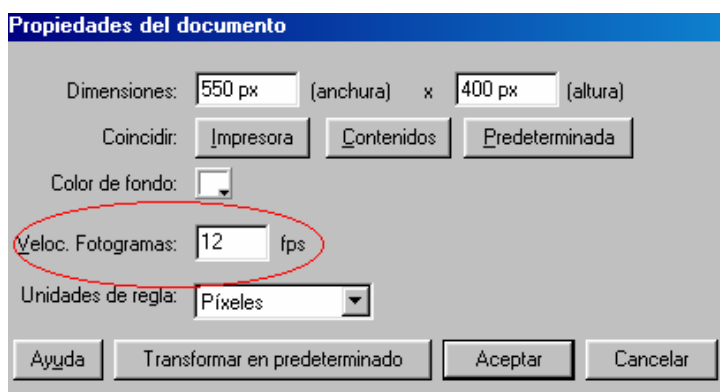 Propiedades del documento
Dimensiones: 550 px (anchura) x 400 px (altura)
Coincidir: Impresora Contenidos Predeterminada
Color de fondo:
Veloc. Fotogramas: 12 fps
Unidades de regla: Píxeles
Ayuda Transformar en predeterminado Aceptar Cancelar